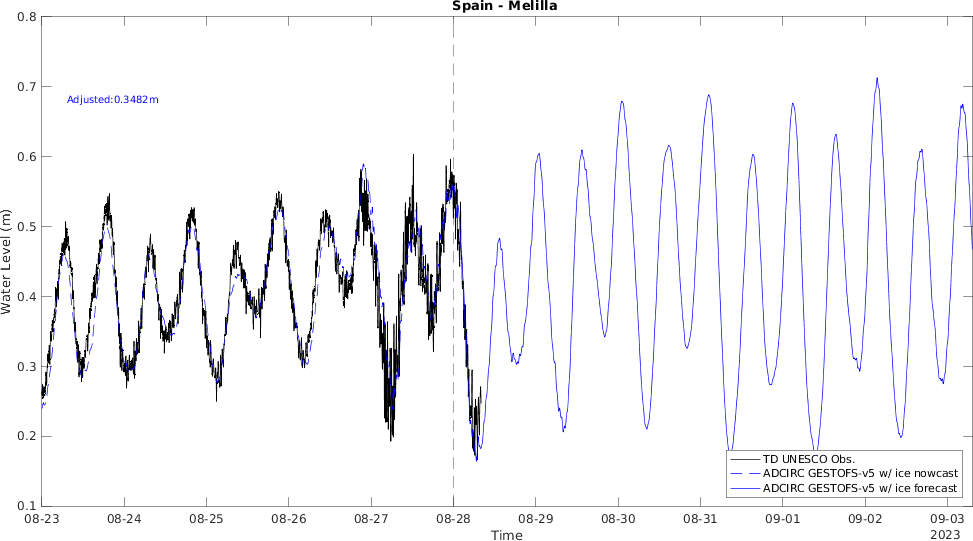 Spain - Melilla
0.8
0.7
0.6
0.5
0.4
0.3
0.2
0.1
Water Level (m)
Adjusted:0.3482m
TD UNESCO Obs.
ADCIRC GESTOFS-v5 w/ ice nowcast
ADCIRC GESTOFS-v5 w/ ice forecast
08-23 08-24 08-25 08-26 08-27 08-28 08-29 08-30 08-31 09-01 09-02 09-03
2023
Time